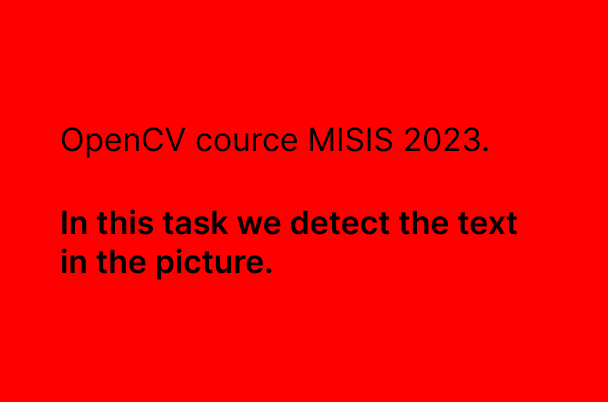 OpenCV cource MISIS 2023.
In this task we detect the text
in the picture.